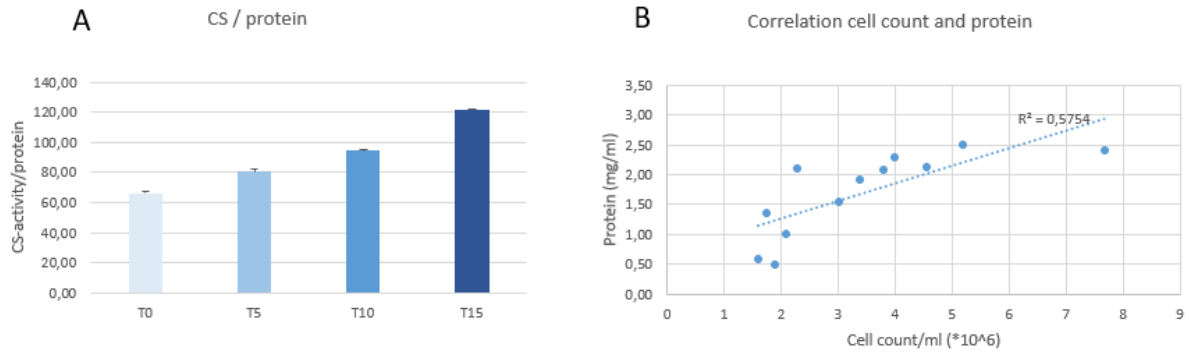 A
CS / protein
CS-activity/protein
140,00
120,00
100,00
80,00
60,00
40,00
20,00
0,00
T0
T5
T10
T15
B
Correlation cell count and protein
Protein (mg/ml)
3,50
3,00
2,50
2,00
1,50
1,00
0,50
0,00
R² = 0,5754
0
1
2
3
4
5
6
7
8
9
Cell count/ml (*10^6)